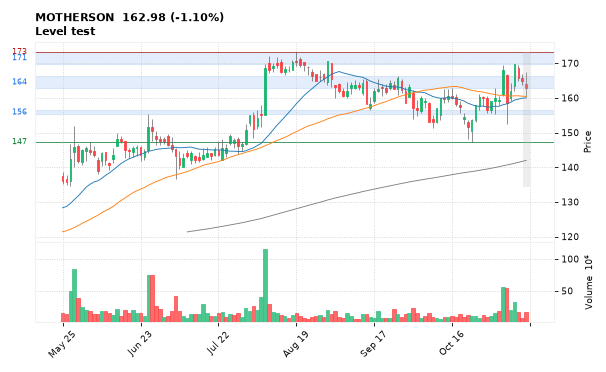 MOTHERSON 162.98 (-1.10%)
Level test
173
171
164
156
147
170
160
150
140
130
120
Price
100
50
Volume 10⁴
May 25
Jun 23
Jul 22
Aug 19
Sep 17
Oct 16